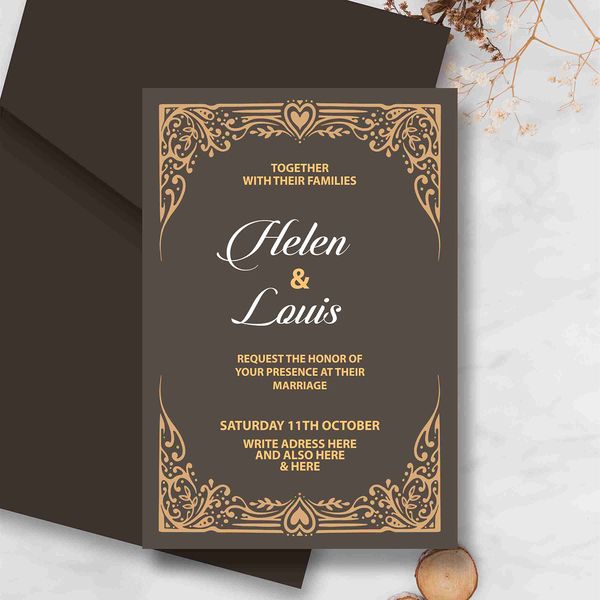 TOGETHER
WITH THEIR FAMILIES
Helen
&
Louis
REQUEST THE HONOR OF
YOUR PRESENCE AT THEIR
MARRIAGE
SATURDAY 11TH OCTOBER
WRITE ADRESS HERE
AND ALSO HERE
& HERE